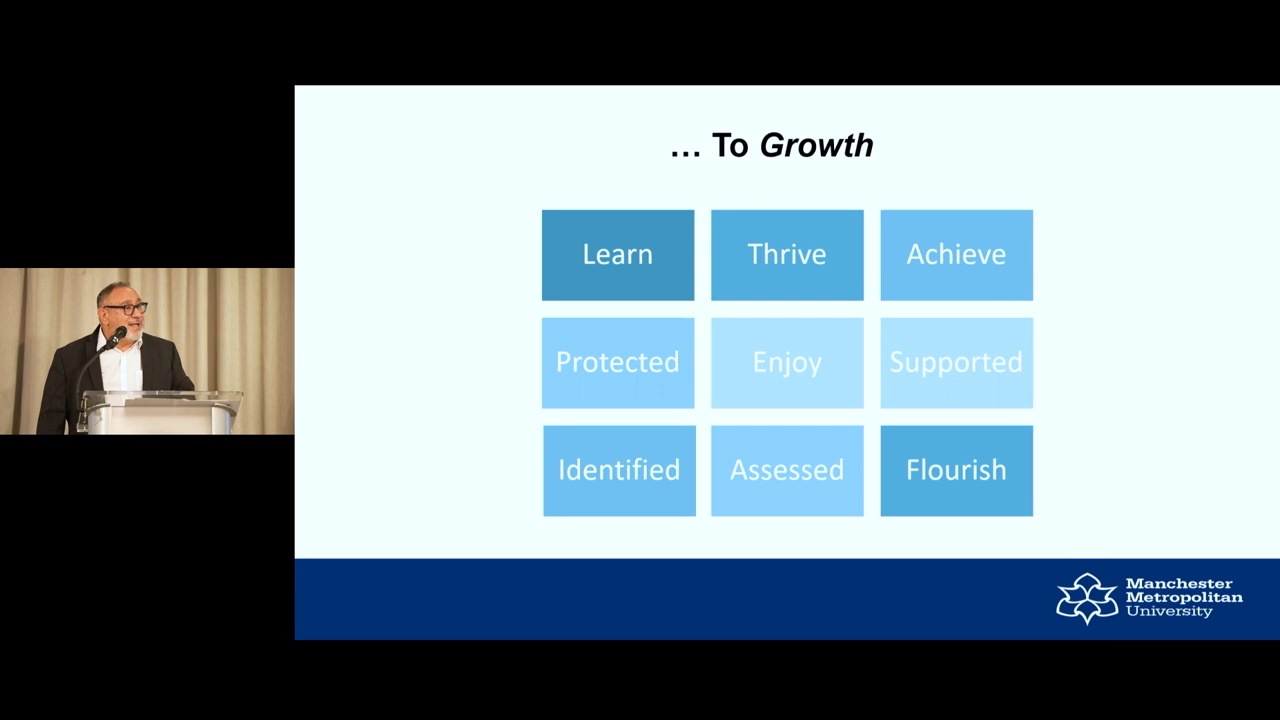 … To Growth
Learn
Thrive
Achieve
Protected
Enjoy
Supported
Identified
Assessed
Flourish
Manchester
Metropolitan
University